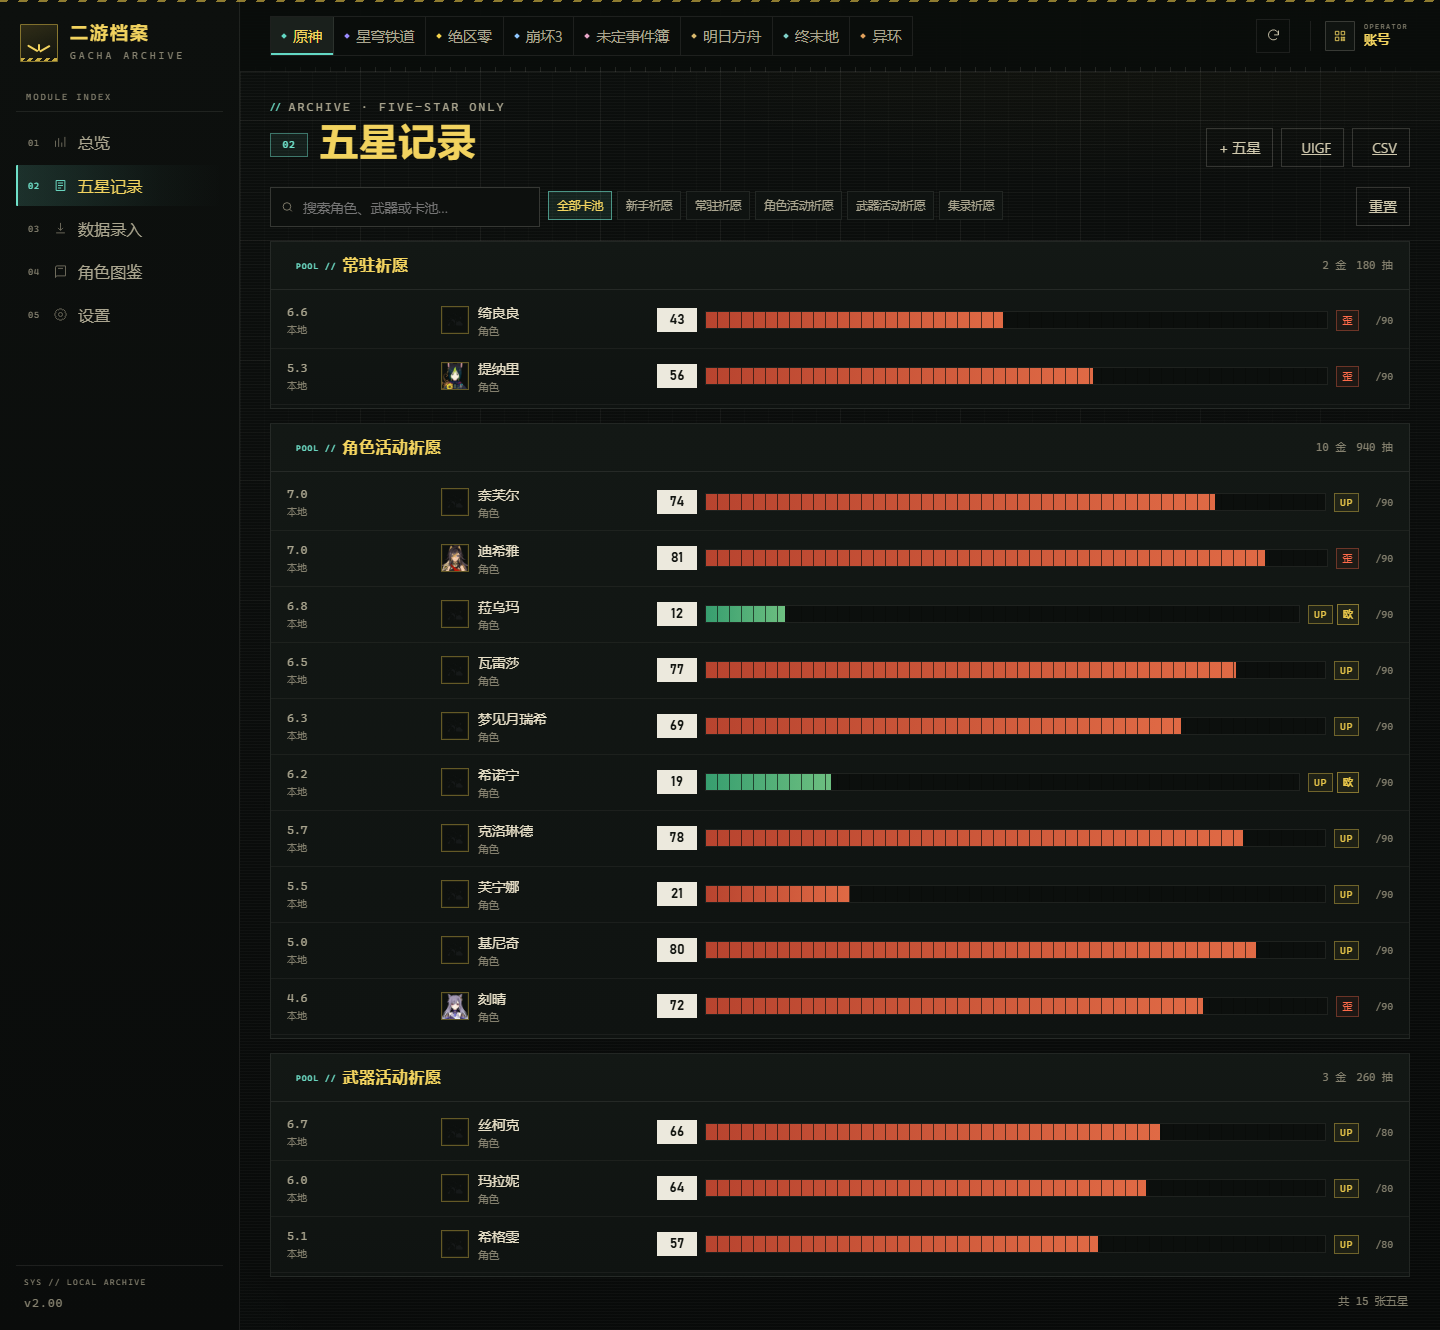 二游档案
GACHA ARCHIVE
MODULE INDEX
01 总览
02 五星记录
03 数据录入
04 角色图鉴
05 设置
SYS // LOCAL ARCHIVE
v2.00
原神 星穹铁道 绝区零 崩坏3 未定事件簿 明日方舟 终末地 异环
OPERATOR
账号
// ARCHIVE · FIVE-STAR ONLY
02 五星记录
+ 五星 UIGF CSV
搜索角色、武器或卡池...
全部卡池 新手祈愿 常驻祈愿 角色活动祈愿 武器活动祈愿 集录祈愿
重置
POOL // 常驻祈愿 2 金 180 抽
6.6 绮良良 43 歪 /90
本地 角色
5.3 提纳里 56 歪 /90
本地 角色
POOL // 角色活动祈愿 10 金 940 抽
7.0 奈芙尔 74 UP /90
本地 角色
7.0 迪希雅 81 歪 /90
本地 角色
6.8 菈乌玛 12 UP 欧 /90
本地 角色
6.5 瓦雷莎 77 UP /90
本地 角色
6.3 梦见月瑞希 69 UP /90
本地 角色
6.2 希诺宁 19 UP 欧 /90
本地 角色
5.7 克洛琳德 78 UP /90
本地 角色
5.5 芙宁娜 21 UP /90
本地 角色
5.0 基尼奇 80 UP /90
本地 角色
4.6 刻晴 72 歪 /90
本地 角色
POOL // 武器活动祈愿 3 金 260 抽
6.7 丝柯克 66 UP /80
本地 角色
6.0 玛拉妮 64 UP /80
本地 角色
5.1 希格雯 57 UP /80
本地 角色
共 15 张五星